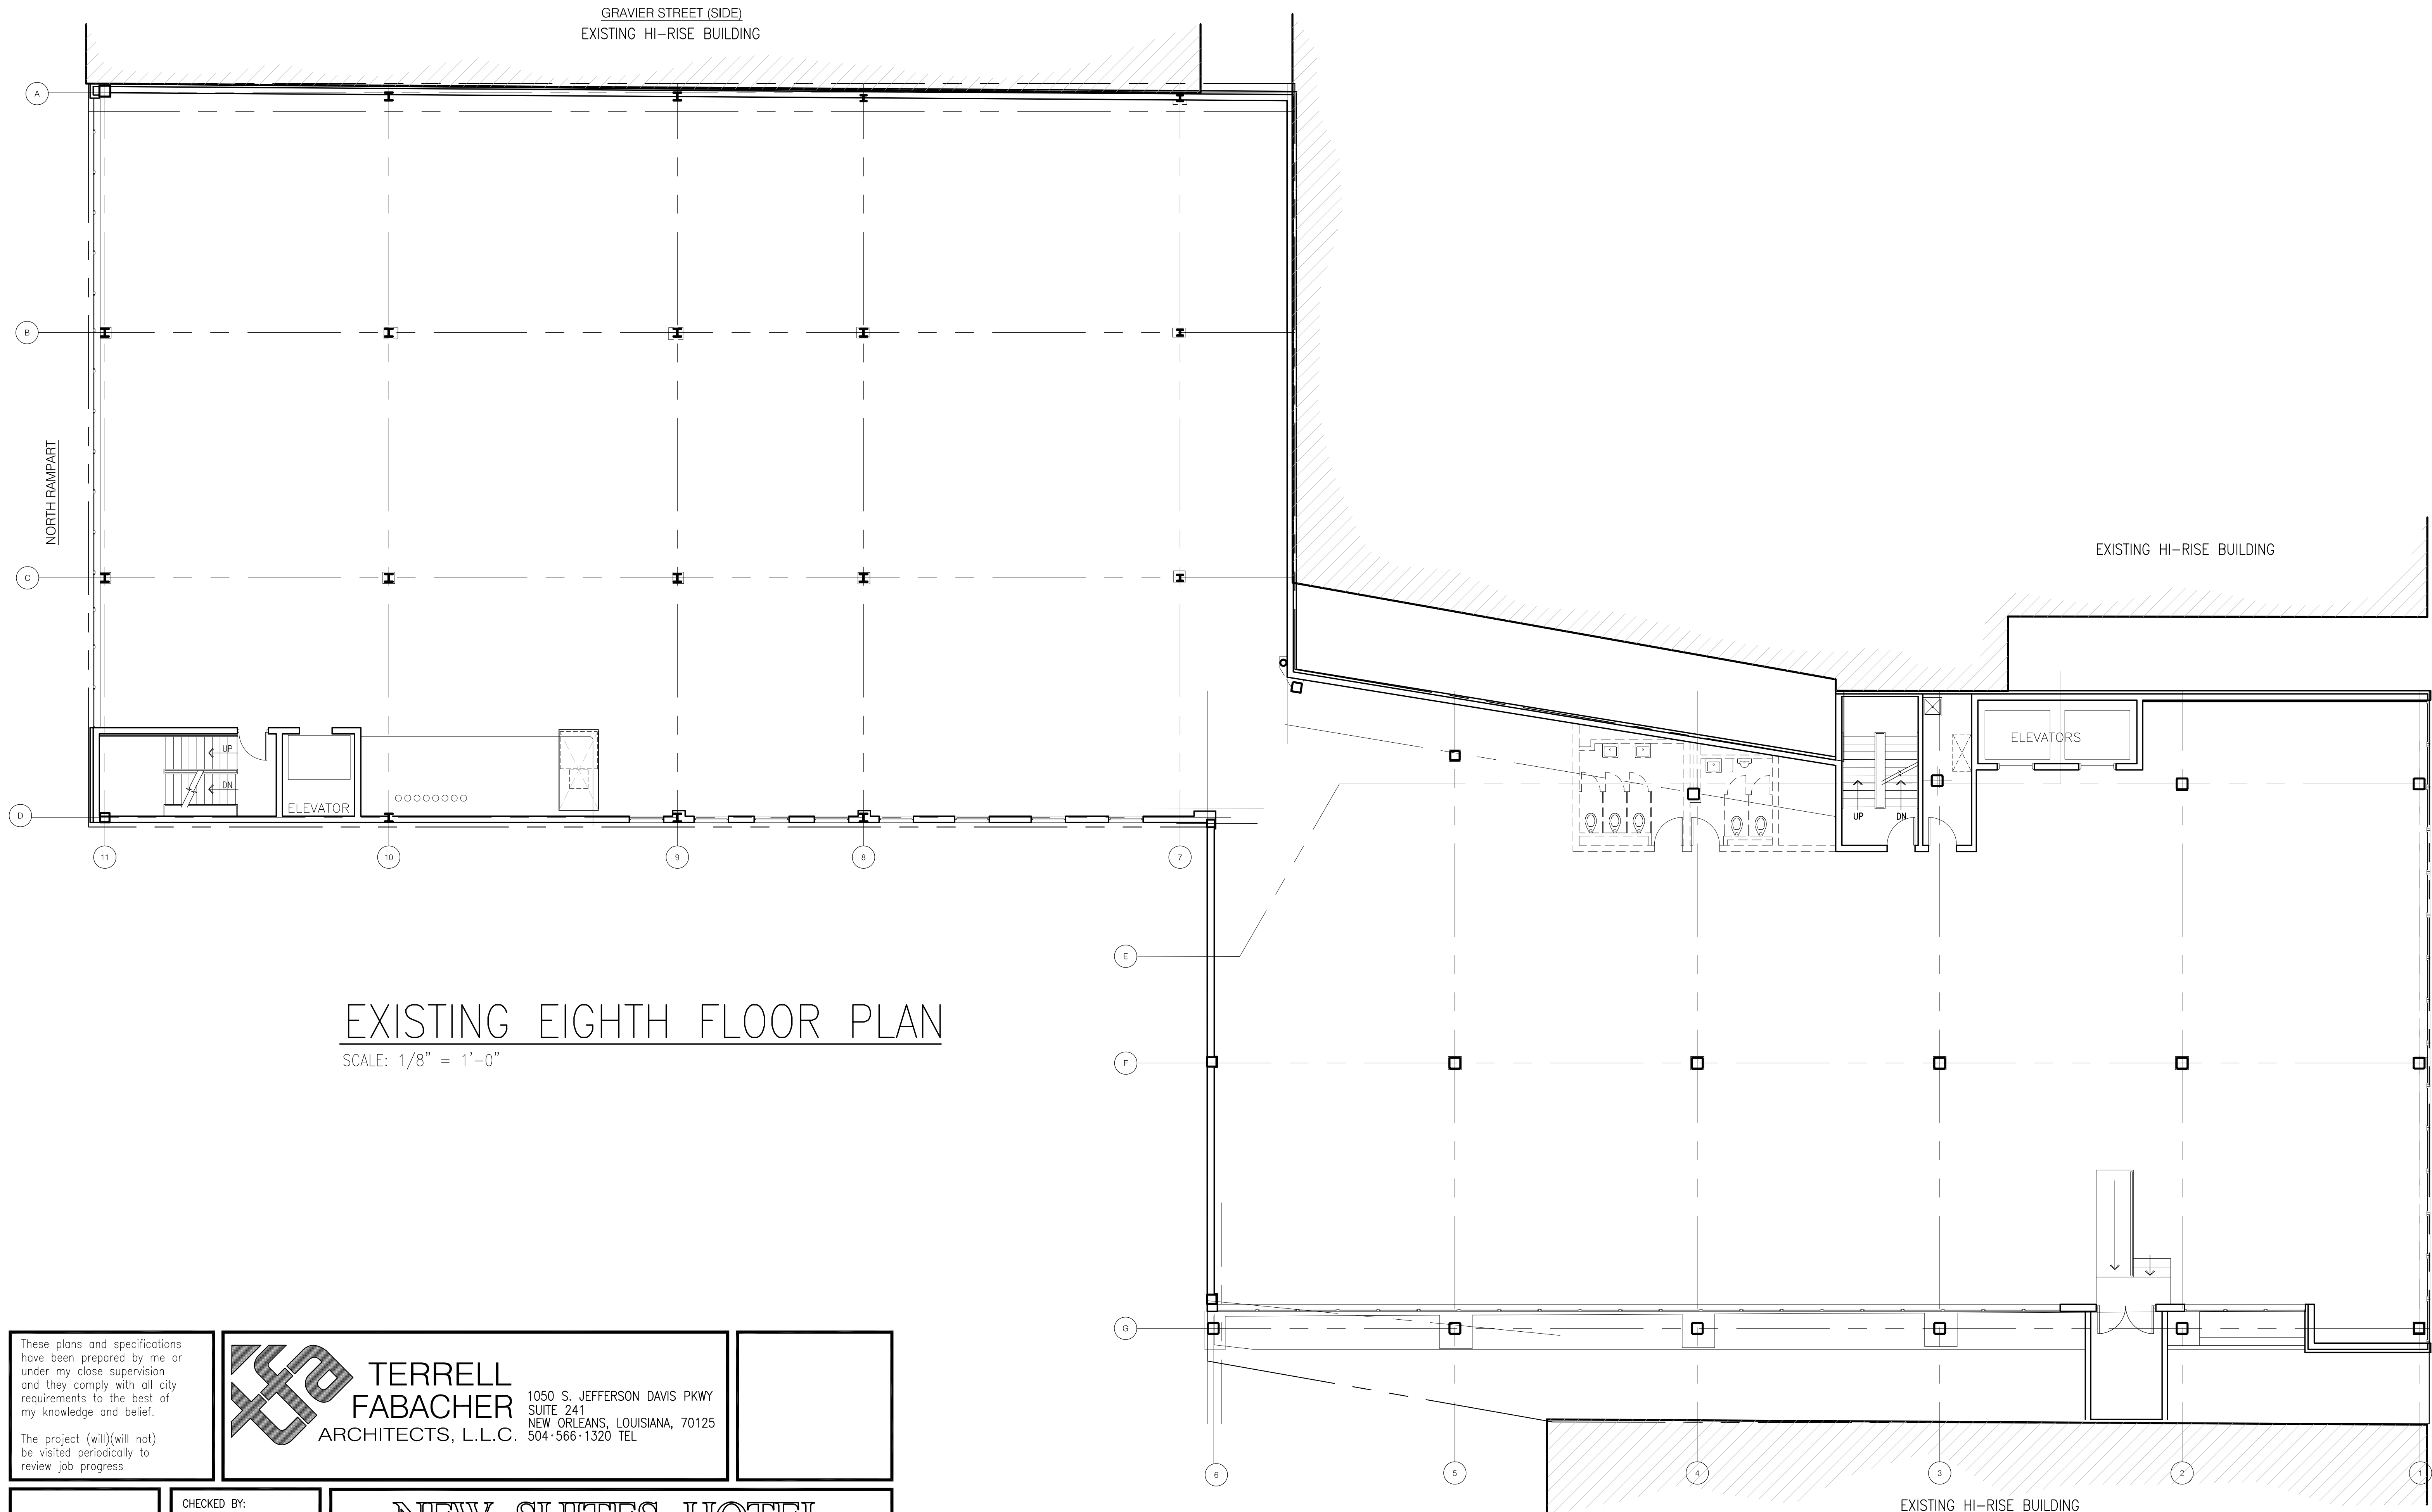 GRAVIER STREET (SIDE)
EXISTING HI-RISE BUILDING
A
B
NORTH RAMPART
C
EXISTING HI-RISE BUILDING
UP
DN
ELEVATOR
D
11
10
9
8
7
ELEVATORS
UP
DN
E
EXISTING EIGHTH FLOOR PLAN
SCALE: 1/8" = 1'-0"
F
G
6
5
4
3
2
1
EXISTING HI-RISE BUILDING
These plans and specifications
have been prepared by me or
under my close supervision
and they comply with all city
requirements to the best of
my knowledge and belief.
The project (will)(will not)
be visited periodically to
review job progress
tfa
TERRELL
FABACHER
ARCHITECTS, L.L.C.
1050 S. JEFFERSON DAVIS PKWY
SUITE 241
NEW ORLEANS, LOUISIANA, 70125
504·566·1320 TEL
CHECKED BY:
NEW SUITES HOTEL